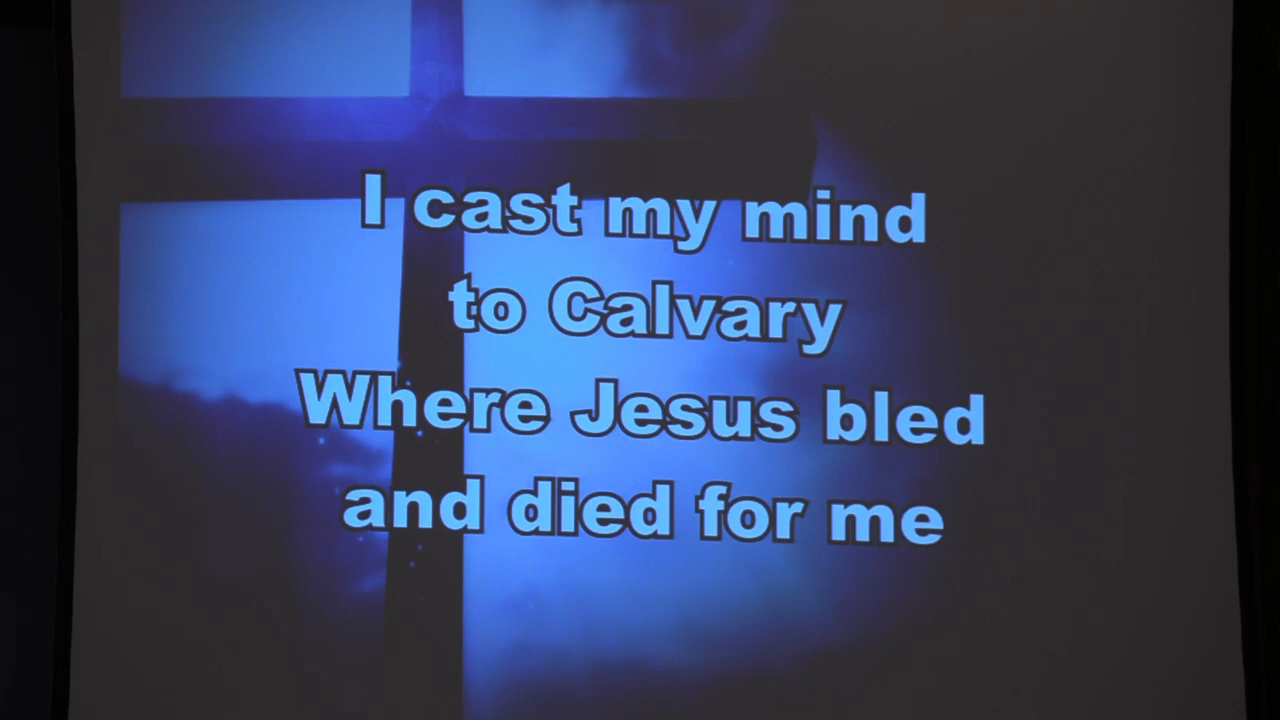 I cast my mind
to Calvary
Where Jesus bled
and died for me